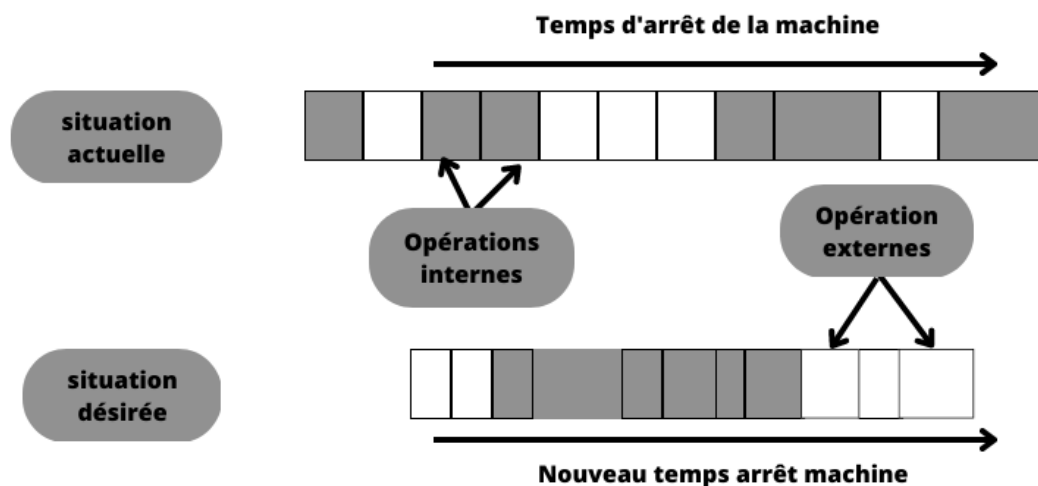 Temps d'arrêt de la machine
situation
actuelle
Opérations
internes
Opération
externes
situation
désirée
Nouveau temps arrêt machine